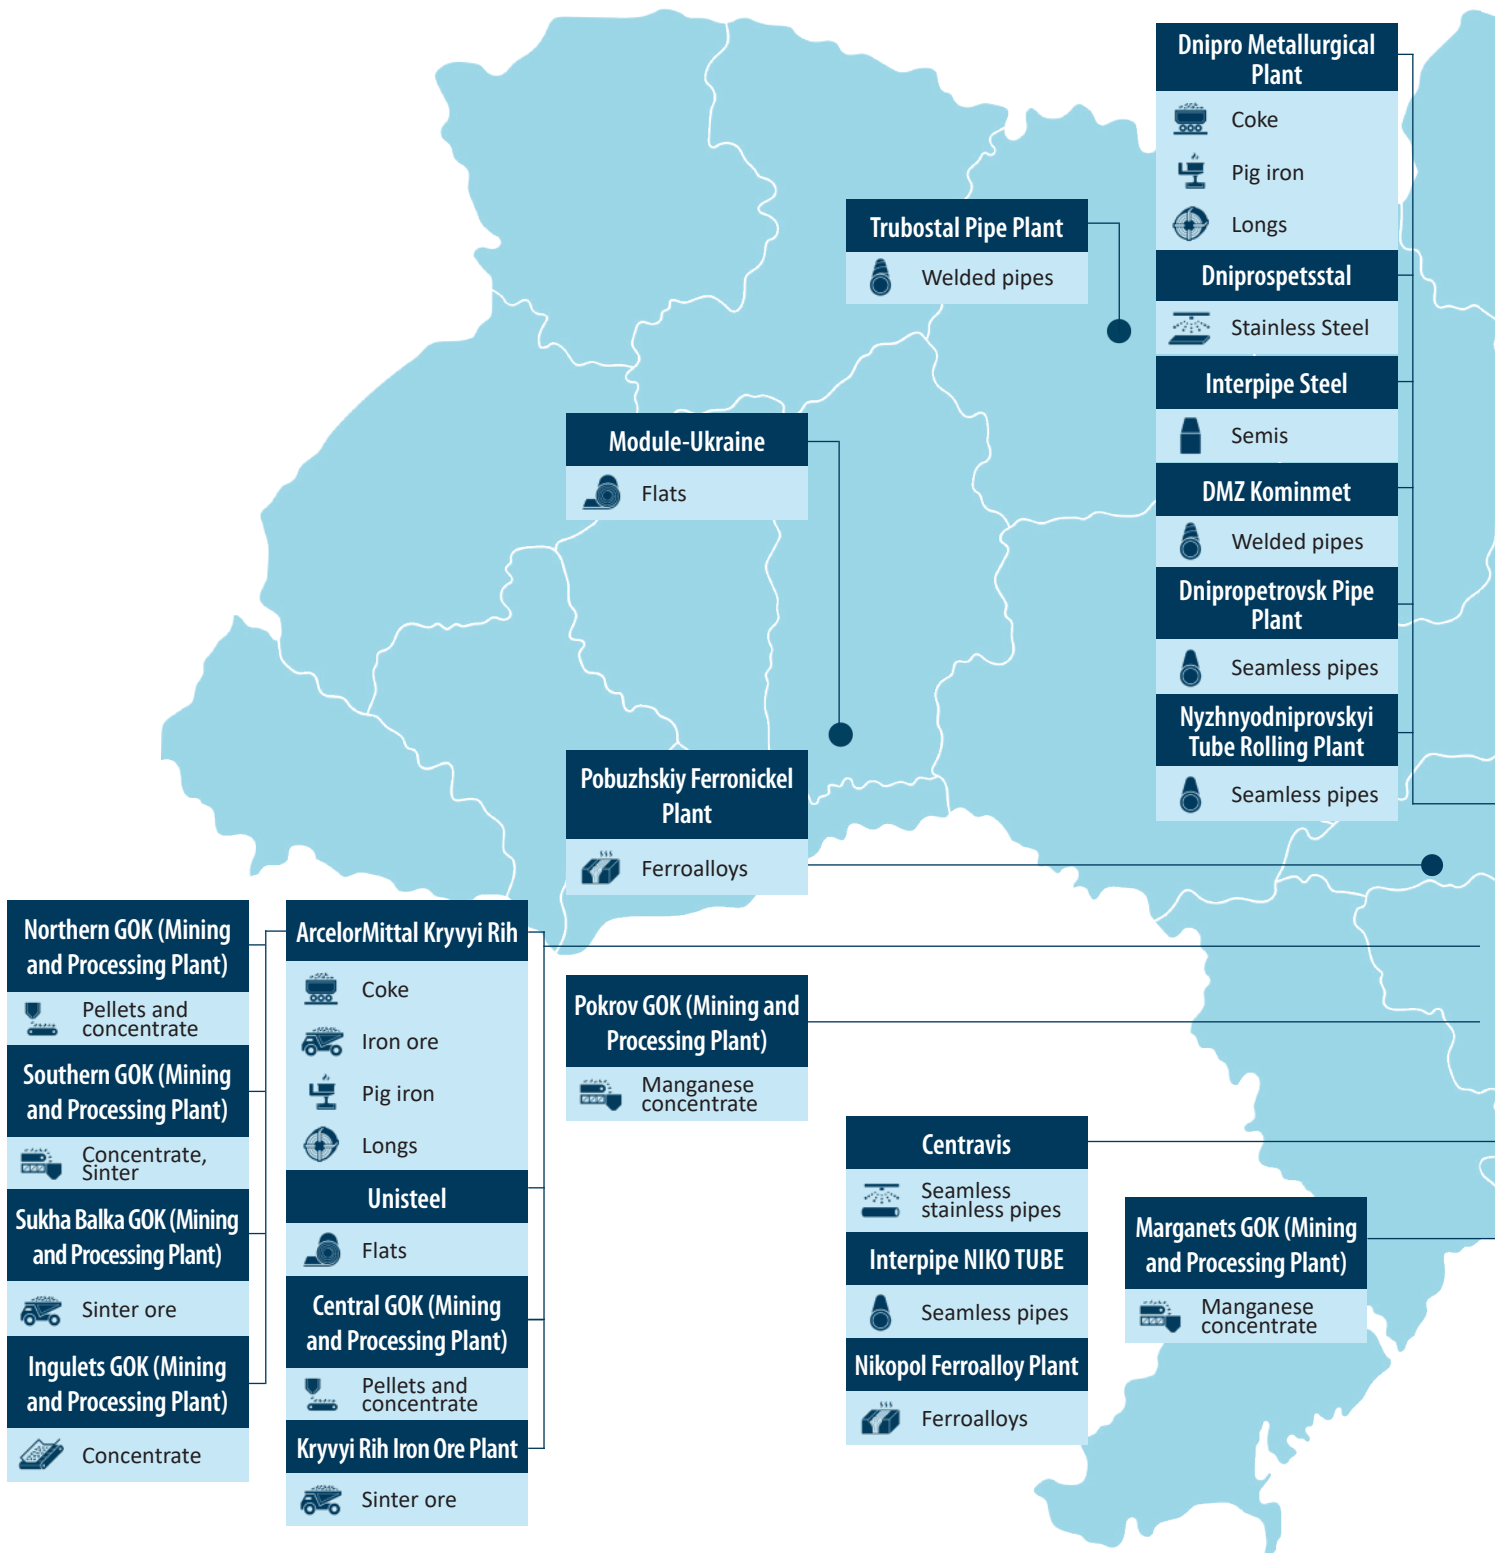 Dnipro Metallurgical
Plant
Coke
Pig iron
Longs
Dniprospetsstal
Stainless Steel
Interpipe Steel
Semis
DMZ Kominmet
Welded pipes
Dnipropetrovsk Pipe
Plant
Seamless pipes
Nyzhnyodniprovskyi
Tube Rolling Plant
Seamless pipes
Trubostal Pipe Plant
Welded pipes
Module-Ukraine
Flats
Pobuzhskiy Ferronickel
Plant
Ferroalloys
Northern GOK (Mining
and Processing Plant)
Pellets and
concentrate
Southern GOK (Mining
and Processing Plant)
Concentrate,
Sinter
Sukha Balka GOK (Mining
and Processing Plant)
Sinter ore
Ingulets GOK (Mining
and Processing Plant)
Concentrate
ArcelorMittal Kryvyi Rih
Coke
Iron ore
Pig iron
Longs
Unisteel
Flats
Central GOK (Mining
and Processing Plant)
Pellets and
concentrate
Kryvyi Rih Iron Ore Plant
Sinter ore
Pokrov GOK (Mining and
Processing Plant)
Manganese
concentrate
Centravis
Seamless
stainless pipes
Interpipe NIKO TUBE
Seamless pipes
Nikopol Ferroalloy Plant
Ferroalloys
Marganets GOK (Mining
and Processing Plant)
Manganese
concentrate